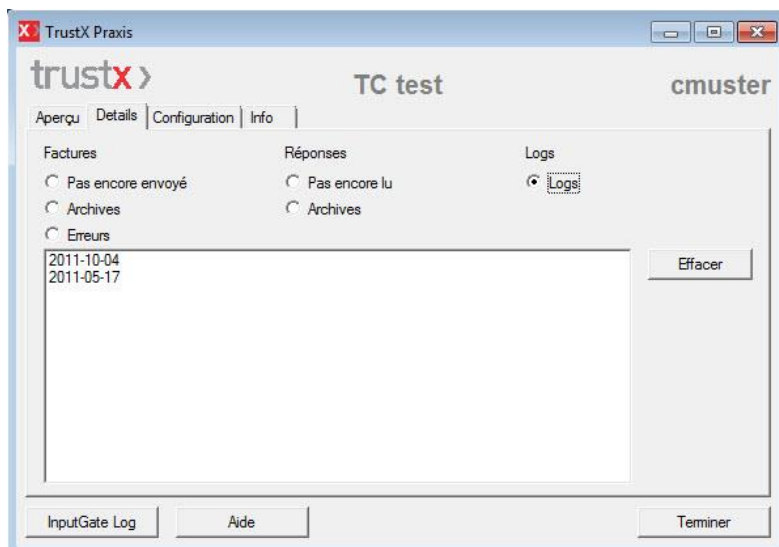 TrustX Praxis
trustx TC test cmuster
Aperçu Details Configuration Info
Factures Réponses Logs
Pas encore envoyé Pas encore lu Logs
Archives Archives
Erreurs
2011-10-04 Effacer
2011-05-17
InputGate Log Aide Terminer